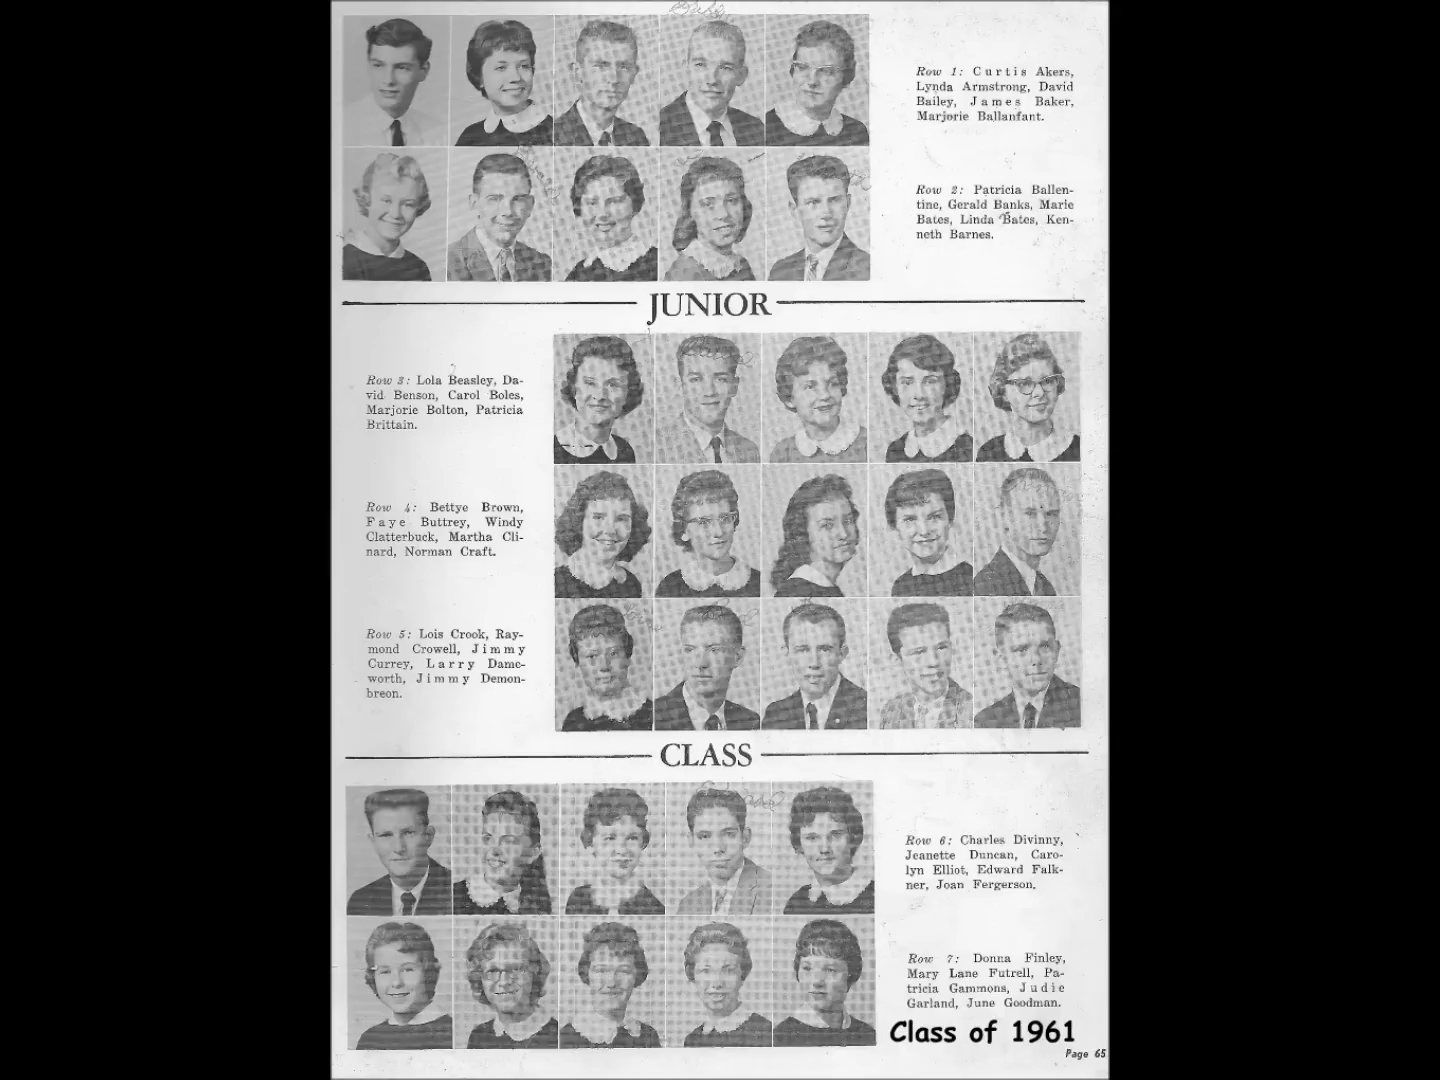 Row 1: Curtis Akers,
Lynda Armstrong, David
Bailey, James Baker,
Marjorie Ballanfant.
Row 2: Patricia Ballen-
tine, Gerald Banks, Marie
Bates, Linda Bates, Ken-
neth Barnes.
JUNIOR
Row 3: Lola Beasley, Da-
vid Benson, Carol Boles,
Marjorie Bolton, Patricia
Brittain.
Row 4: Bettye Brown,
Faye Buttrey, Windy
Clatterbuck, Martha Cli-
nard, Norman Craft.
Row 5: Lois Crook, Ray-
mond Crowell, Jimmy
Currey, Larry Dame-
worth, Jimmy Demon-
breon.
CLASS
Row 6: Charles Divinny,
Jeanette Duncan, Caro-
lyn Elliot, Edward Falk-
ner, Joan Fergerson.
Row 7: Donna Finley,
Mary Lane Futrell, Pa-
tricia Gammons, Judie
Garland, June Goodman.
Class of 1961
Page 65